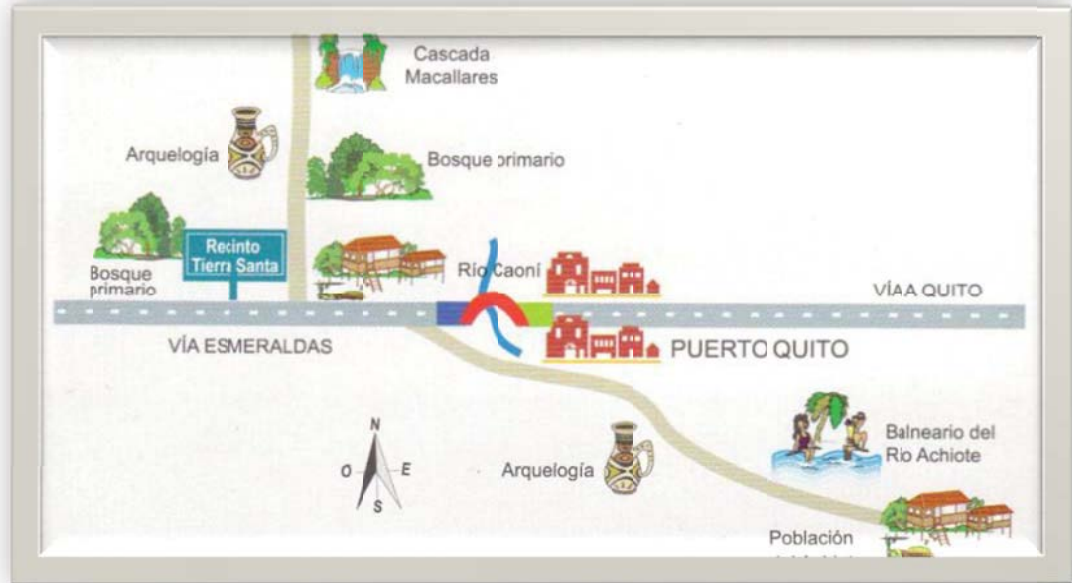 Cascada
Macallares
Arquelogía
Bosque primario
Recinto
Tierra Santa
Bosque
primario
Río Caoní
VÍA A QUITO
VÍA ESMERALDAS
PUERTO QUITO
N
O
E
S
Arquelogía
Balneario del
Río Achiote
Población